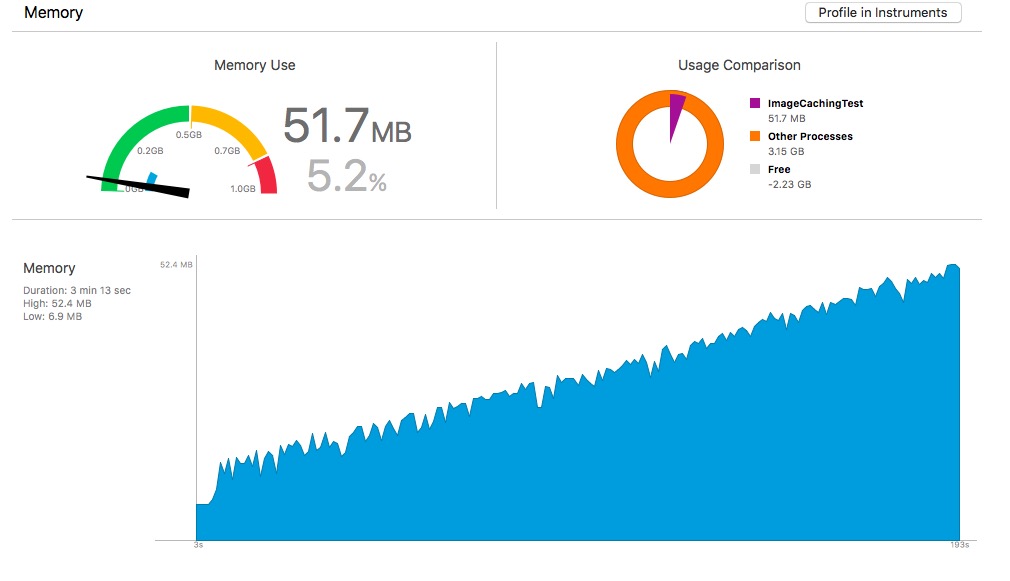 Memory
Profile in Instruments
Memory Use
0GB
0.2GB
0.5GB
0.7GB
1.0GB
51.7MB
5.2%
Usage Comparison
ImageCachingTest
51.7 MB
Other Processes
3.15 GB
Free
-2.23 GB
Memory
Duration: 3 min 13 sec
High: 52.4 MB
Low: 6.9 MB
52.4 MB
3s
193s